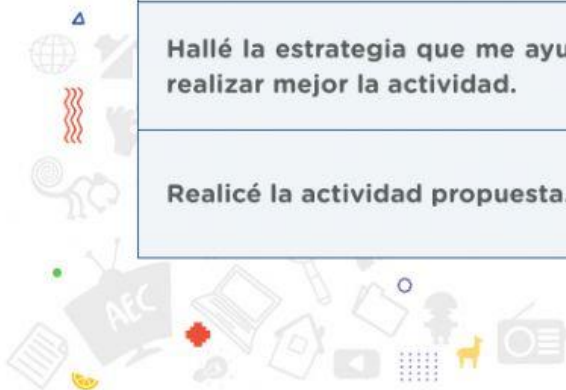 Hallé la estrategia que me ayu
realizar mejor la actividad.
Realicé la actividad propuesta.
AEC